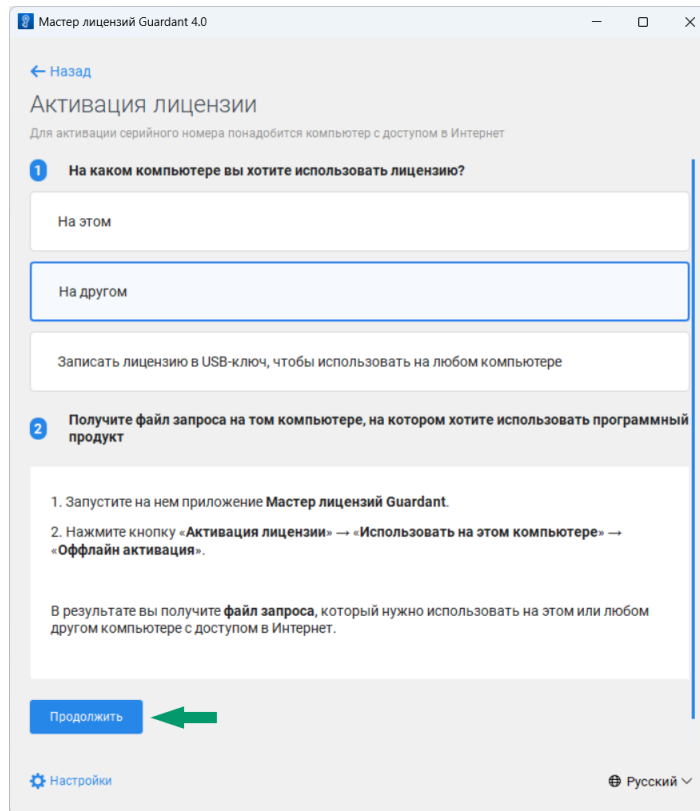 Мастер лицензий Guardant 4.0
Назад
Активация лицензии
Для активации серийного номера понадобится компьютер с доступом в Интернет
1 На каком компьютере вы хотите использовать лицензию?
На этом
На другом
Записать лицензию в USB-ключ, чтобы использовать на любом компьютере
2 Получите файл запроса на том компьютере, на котором хотите использовать программный
продукт
1. Запустите на нем приложение Мастер лицензий Guardant.
2. Нажмите кнопку «Активация лицензии» → «Использовать на этом компьютере» →
«Оффлайн активация».
В результате вы получите файл запроса, который нужно использовать на этом или любом
другом компьютере с доступом в Интернет.
Продолжить
Настройки
Русский